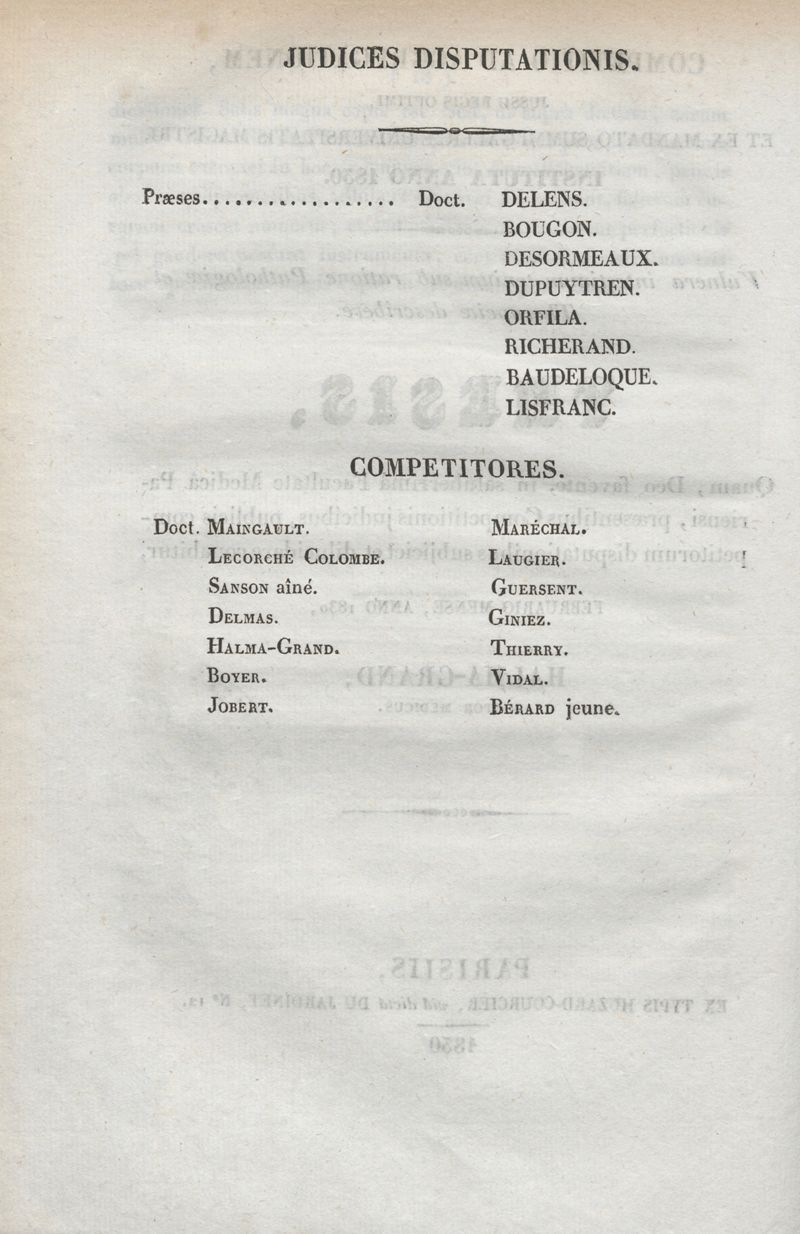 JUDICES DISPUTATIONIS.
Præses.................. Doct. DELENS.
BOUGON.
DESORMEAUX.
DUPUYTREN.
ORFILA.
RICHERAND.
BAUDELOQUE.
LISFRANC.
COMPETITORES.
Doct. MAINGAULT.
LECORCHÉ COLOMBE.
SANSON aîné.
DELMAS.
HALMA-GRAND.
BOYER.
JOBERT.
MARÉCHAL.
LAUGIER.
GUERSENT.
GINIEZ.
THIERRY.
VIDAL.
BÉRARD jeune.